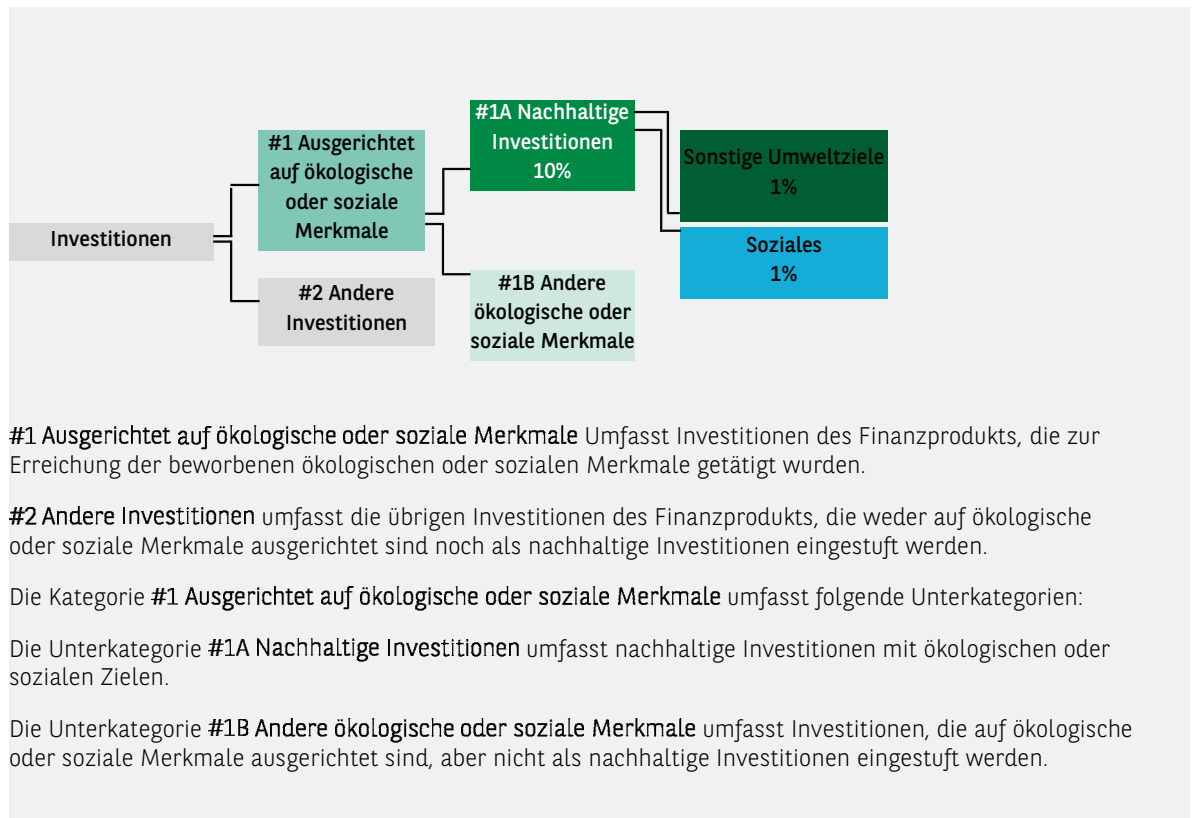 #1A Nachhaltige
Investitionen
10%
#1 Ausgerichtet
auf ökologische
oder soziale
Merkmale
Sonstige Umweltziele
1%
Investitionen
Soziales
1%
#2 Andere
Investitionen
#1B Andere
ökologische oder
soziale Merkmale
#1 Ausgerichtet auf ökologische oder soziale Merkmale Umfasst Investitionen des Finanzprodukts, die zur
Erreichung der beworbenen ökologischen oder sozialen Merkmale getätigt wurden.
#2 Andere Investitionen umfasst die übrigen Investitionen des Finanzprodukts, die weder auf ökologische
oder soziale Merkmale ausgerichtet sind noch als nachhaltige Investitionen eingestuft werden.
Die Kategorie #1 Ausgerichtet auf ökologische oder soziale Merkmale umfasst folgende Unterkategorien:
Die Unterkategorie #1A Nachhaltige Investitionen umfasst nachhaltige Investitionen mit ökologischen oder
sozialen Zielen.
Die Unterkategorie #1B Andere ökologische oder soziale Merkmale umfasst Investitionen, die auf ökologische
oder soziale Merkmale ausgerichtet sind, aber nicht als nachhaltige Investitionen eingestuft werden.